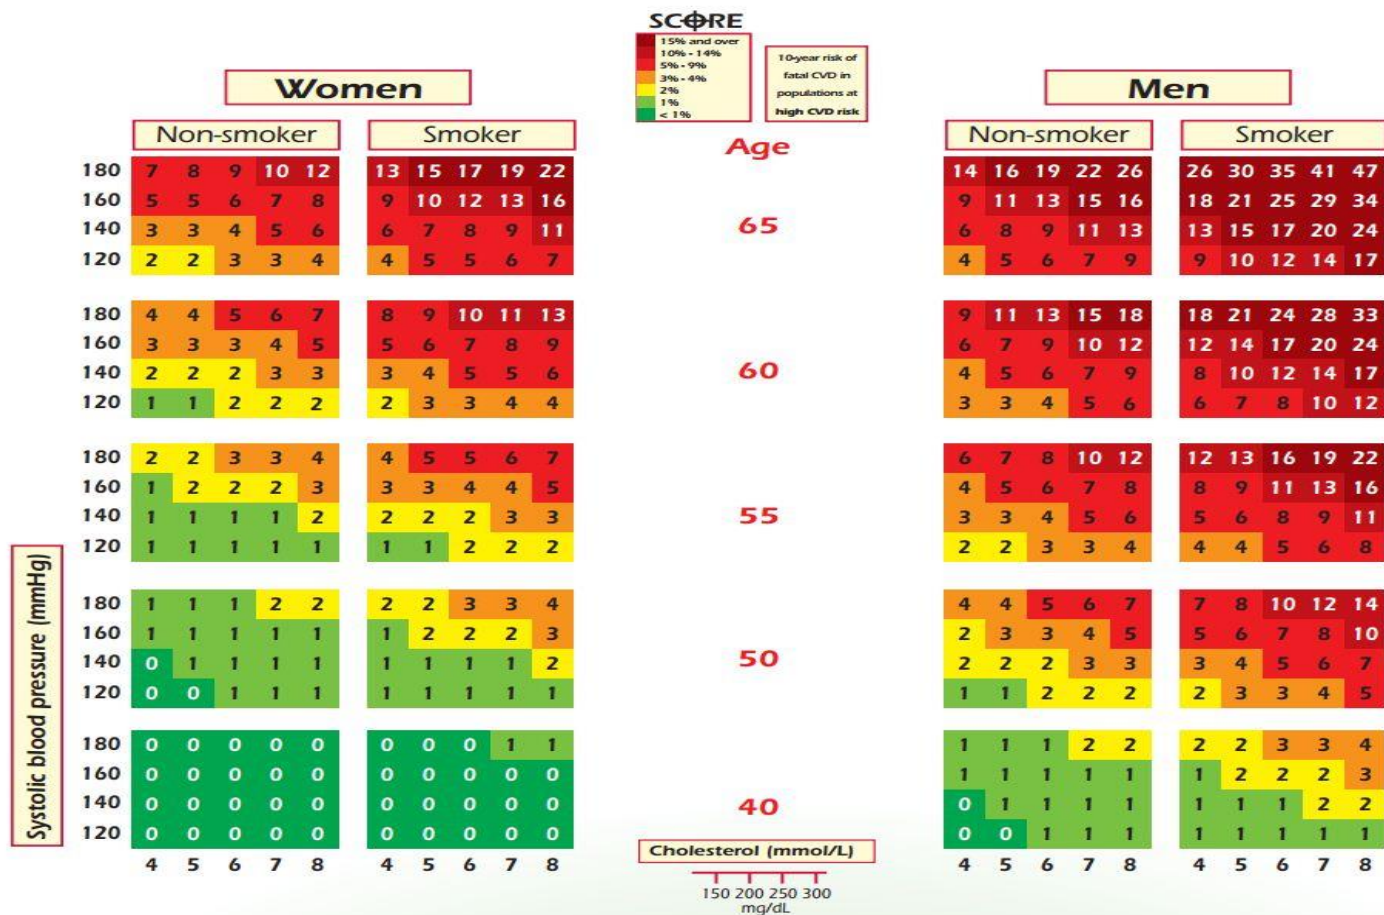 SCORE
15% and over
10% - 14%
5% - 9%
3% - 4%
2%
1%
< 1%
10-year risk of
fatal CVD in
populations at
high CVD risk
Women Men
Non-smoker Smoker Age Non-smoker Smoker
180 7 8 9 10 12 13 15 17 19 22 14 16 19 22 26 26 30 35 41 47
160 5 5 6 7 8 9 10 12 13 16 9 11 13 15 16 18 21 25 29 34
65
140 3 3 4 5 6 6 7 8 9 11 6 8 9 11 13 13 15 17 20 24
120 2 2 3 3 4 4 5 5 6 7 4 5 6 7 9 9 10 12 14 17
180 4 4 5 6 7 8 9 10 11 13 9 11 13 15 18 18 21 24 28 33
160 3 3 3 4 5 5 6 7 8 9 6 7 9 10 12 12 14 17 20 24
60
140 2 2 2 3 3 3 4 5 5 6 4 5 6 7 9 8 10 12 14 17
120 1 1 2 2 2 2 3 3 4 4 3 3 4 5 6 6 7 8 10 12
180 2 2 3 3 4 4 5 5 6 7 6 7 8 10 12 12 13 16 19 22
160 1 2 2 2 3 3 3 4 4 5 4 5 6 7 8 8 9 11 13 16
55
140 1 1 1 1 2 2 2 2 3 3 3 3 4 5 6 5 6 8 9 11
120 1 1 1 1 1 1 1 2 2 2 2 2 3 3 4 4 4 5 6 8
180 1 1 1 2 2 2 2 3 3 4 4 4 5 6 7 7 8 10 12 14
160 1 1 1 1 1 1 2 2 2 3 2 3 3 4 5 5 6 7 8 10
50
140 0 1 1 1 1 1 1 1 1 2 2 2 2 3 3 3 4 5 6 7
120 0 0 1 1 1 1 1 1 1 1 1 1 2 2 2 2 3 3 4 5
180 0 0 0 0 0 0 0 0 1 1 1 1 1 2 2 2 2 3 3 4
160 0 0 0 0 0 0 0 0 0 0 1 1 1 1 1 1 2 2 2 3
140 0 0 0 0 0 0 0 0 0 0 0 1 1 1 1 1 1 1 2 2
40
120 0 0 0 0 0 0 0 0 0 0 0 0 1 1 1 1 1 1 1 1
4 5 6 7 8 4 5 6 7 8 4 5 6 7 8 4 5 6 7 8
Systolic blood pressure (mmHg)
Cholesterol (mmol/L)
150 200 250 300
mg/dL